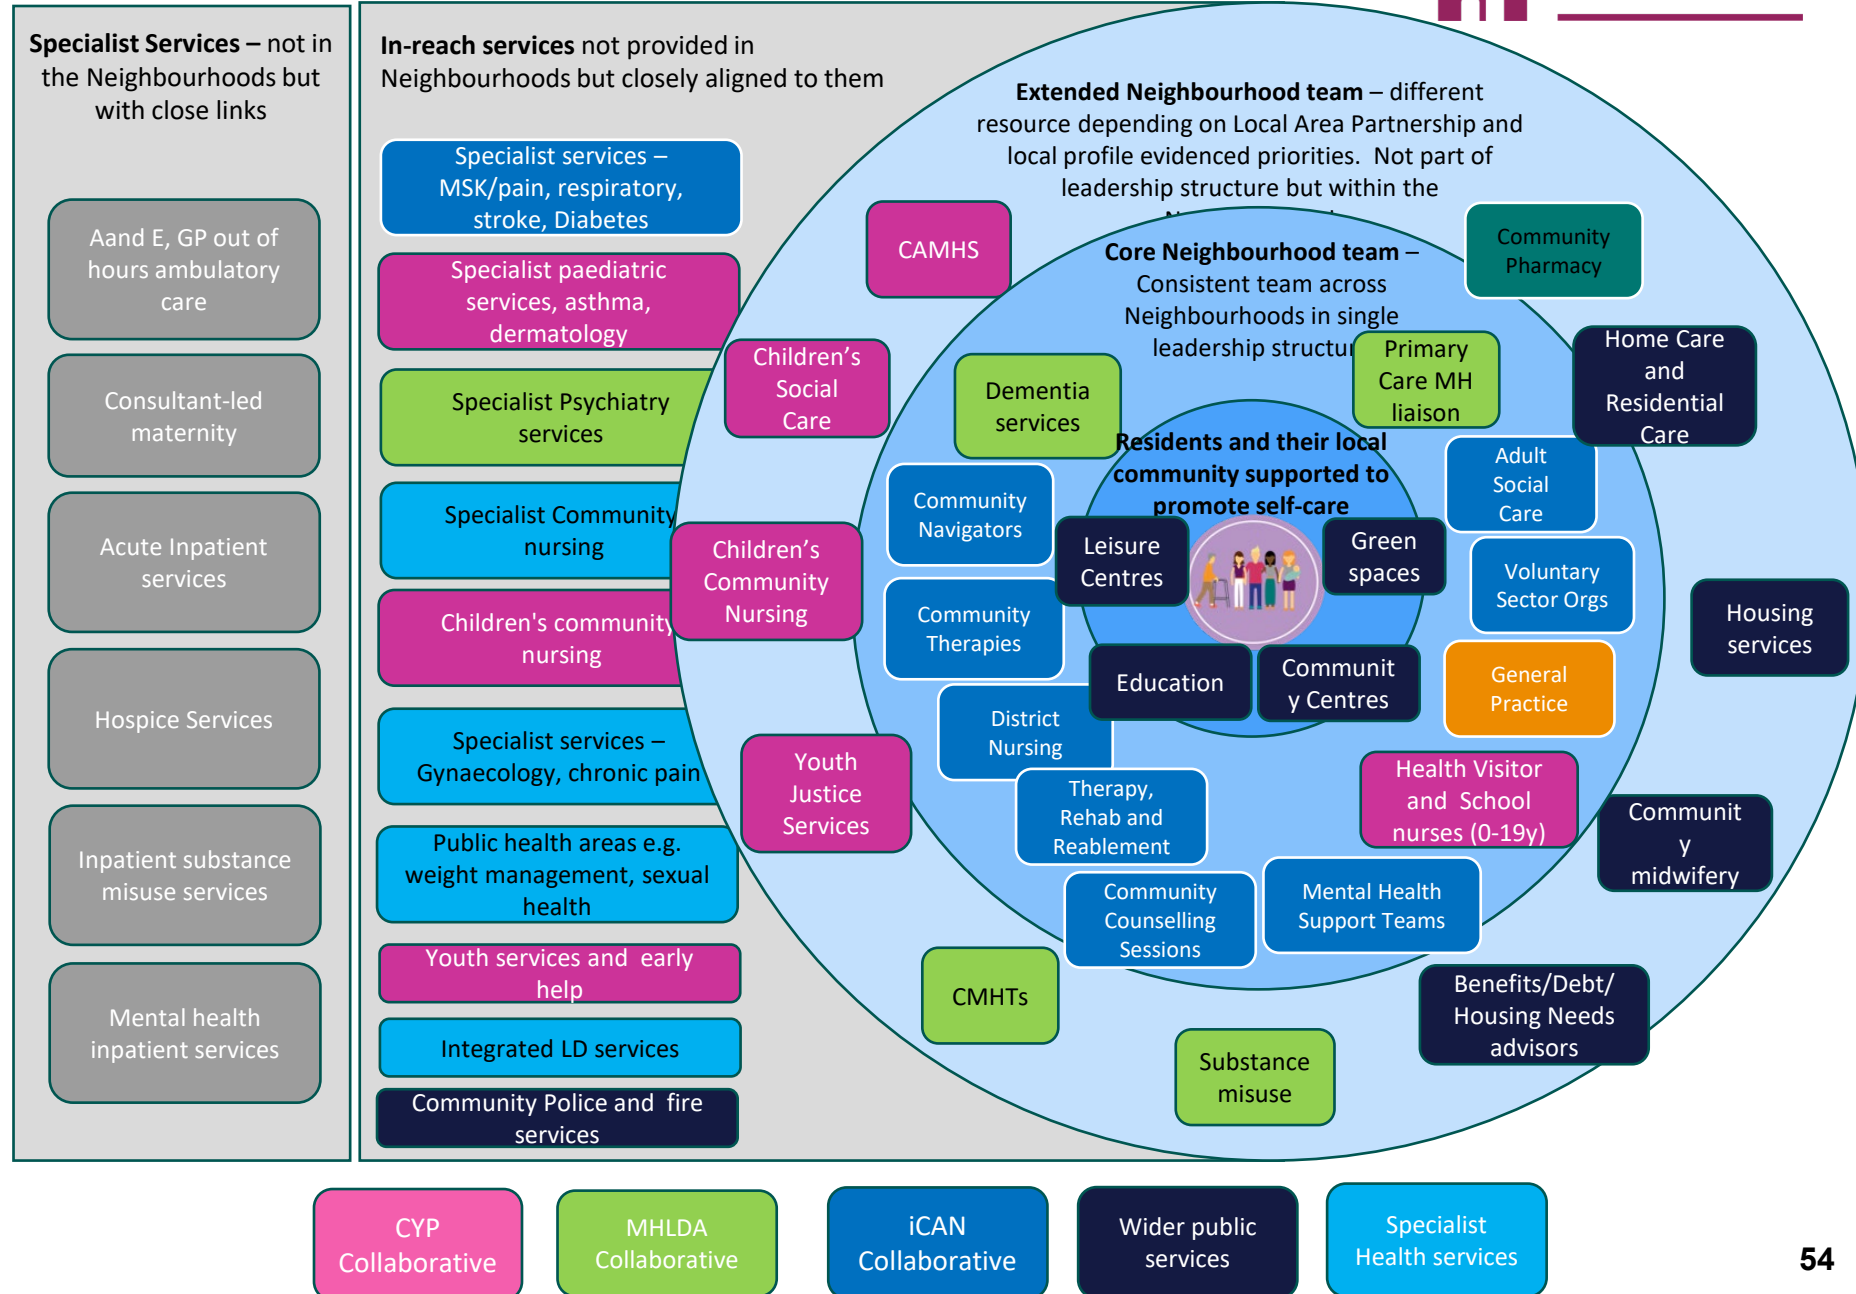 Specialist Services – not in
the Neighbourhoods but
with close links
Aand E, GP out of
hours ambulatory
care
Consultant-led
maternity
Acute Inpatient
services
Hospice Services
Inpatient substance
misuse services
Mental health
inpatient services
In-reach services not provided in
Neighbourhoods but closely aligned to them
Specialist services –
MSK/pain, respiratory,
stroke, Diabetes
Specialist paediatric
services, asthma,
dermatology
Specialist Psychiatry
services
Specialist Community
nursing
Children's community
nursing
Specialist services –
Gynaecology, chronic pain
Public health areas e.g.
weight management, sexual
health
Youth services and early
help
Integrated LD services
Community Police and fire
services
Extended Neighbourhood team – different
resource depending on Local Area Partnership and
local profile evidenced priorities. Not part of
leadership structure but within the
CAMHS
Community
Pharmacy
Children's
Social
Care
Home Care
and
Residential
Care
Children's
Community
Nursing
Housing
services
Youth
Justice
Services
Communit
y
midwifery
CMHTs
Substance
misuse
Benefits/Debt/
Housing Needs
advisors
Core Neighbourhood team –
Consistent team across
Neighbourhoods in single
leadership structur
Dementia
services
Primary
Care MH
liaison
Community
Navigators
Adult
Social
Care
Community
Therapies
Voluntary
Sector Orgs
District
Nursing
General
Practice
Therapy,
Rehab and
Reablement
Health Visitor
and School
nurses (0-19y)
Community
Counselling
Sessions
Mental Health
Support Teams
Residents and their local
community supported to
promote self-care
Leisure
Centres
Green
spaces
Education
Communit
y Centres
CYP
Collaborative
MHLDA
Collaborative
iCAN
Collaborative
Wider public
services
Specialist
Health services
54